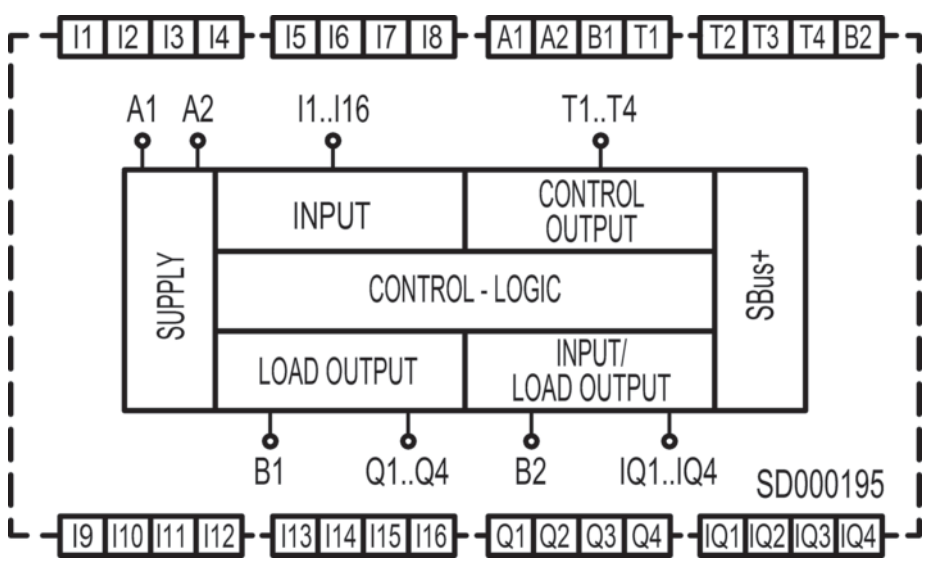 I1 I2 I3 I4 I5 I6 I7 I8 A1 A2 B1 T1 T2 T3 T4 B2
A1 A2 I1..I16 T1..T4
SUPPLY
INPUT
CONTROL
OUTPUT
CONTROL - LOGIC
SBus+
LOAD OUTPUT
INPUT/
LOAD OUTPUT
B1 Q1..Q4 B2 IQ1..IQ4
SD000195
I9 I10 I11 I12 I13 I14 I15 I16 Q1 Q2 Q3 Q4 IQ1 IQ2 IQ3 IQ4